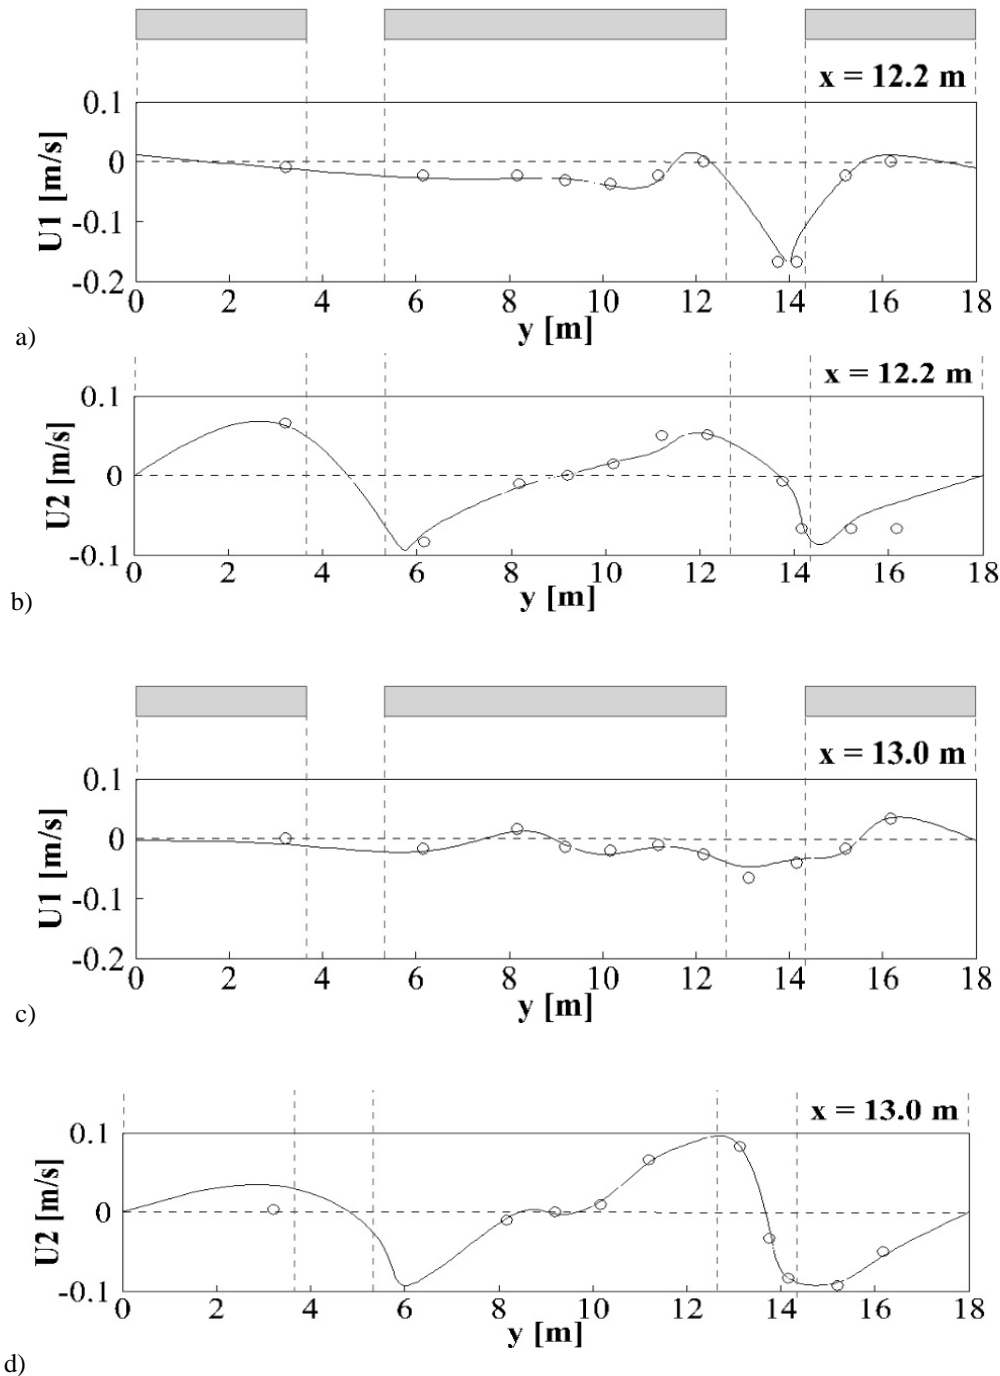 x = 12.2 m
0.1
0
-0.1
-0.2
U1 [m/s]
0 2 4 6 8 10 12 14 16 18
y [m]
a)
x = 12.2 m
0.1
0
-0.1
U2 [m/s]
0 2 4 6 8 10 12 14 16 18
y [m]
b)
x = 13.0 m
0.1
0
-0.1
-0.2
U1 [m/s]
0 2 4 6 8 10 12 14 16 18
y [m]
c)
x = 13.0 m
0.1
0
-0.1
U2 [m/s]
0 2 4 6 8 10 12 14 16 18
y [m]
d)